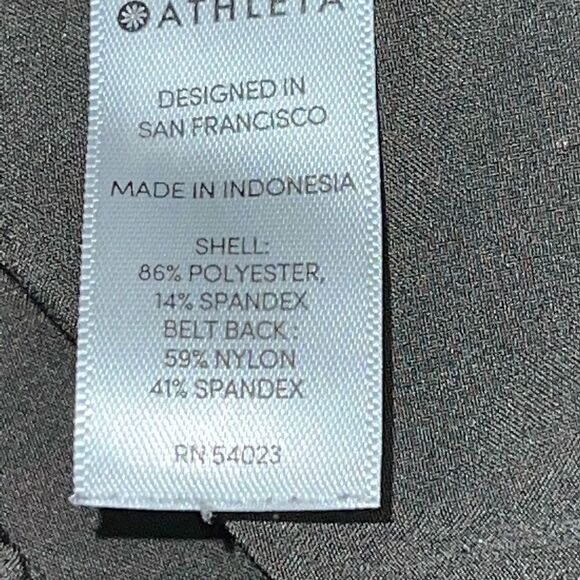 ATHLETA
DESIGNED IN
SAN FRANCISCO
MADE IN INDONESIA
SHELL:
86% POLYESTER,
14% SPANDEX
BELT BACK :
59% NYLON
41% SPANDEX
RN 54023